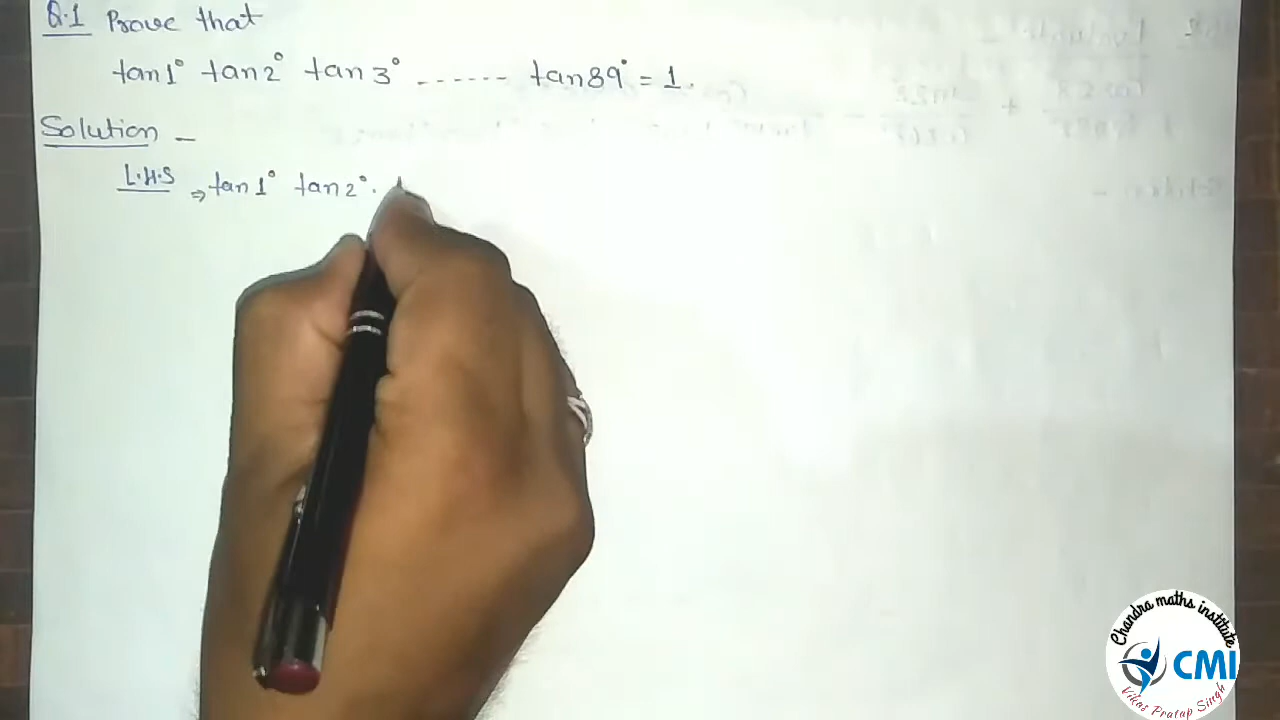 Q.1 Prove that
tan1° tan2° tan3° ------ tan89° = 1.
Solution -
L.H.S ⇒ tan1° tan2°.
Chandra maths institute
CMI
Vikas Pratap Singh